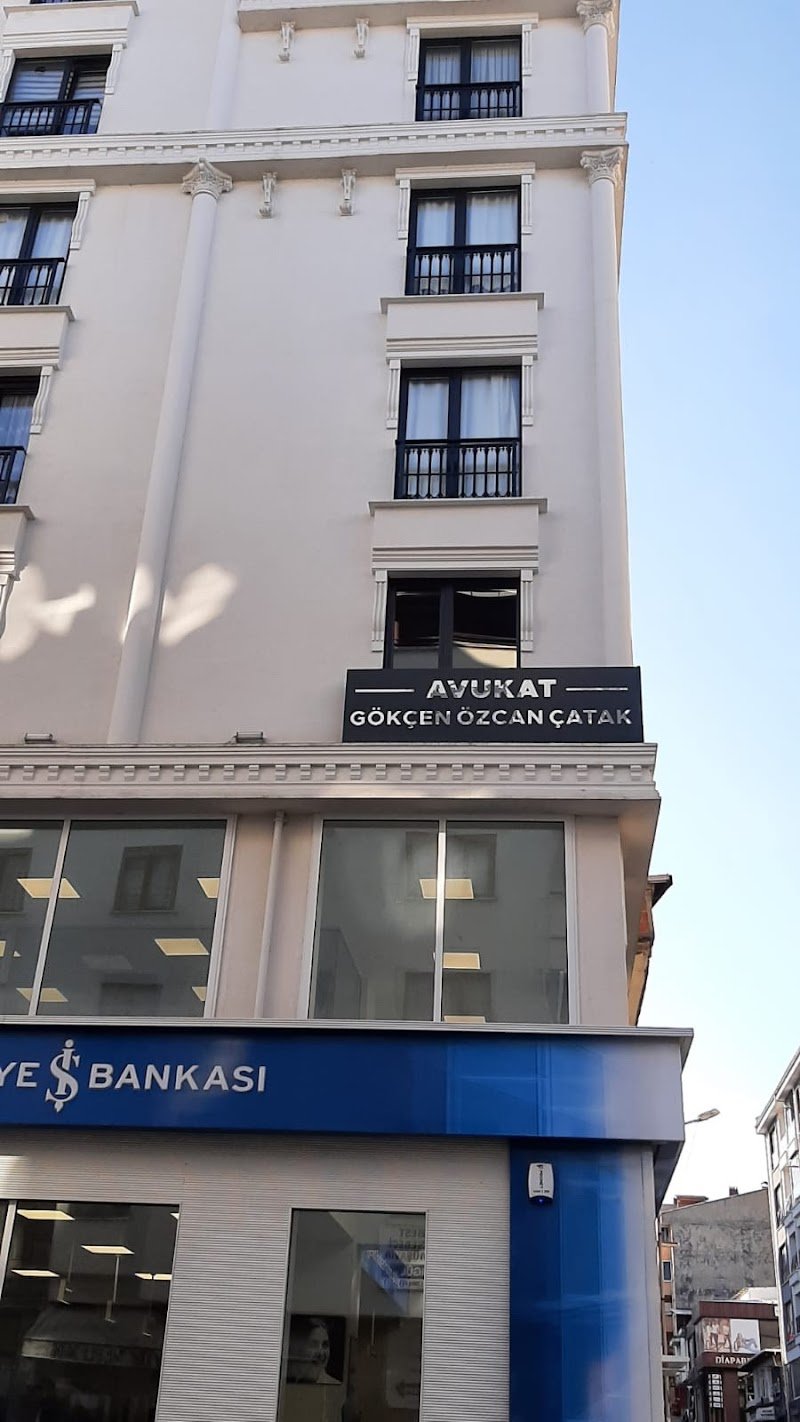 AVUKAT
GÖKÇEN ÖZCAN ÇATAK
YE İŞ BANKASI